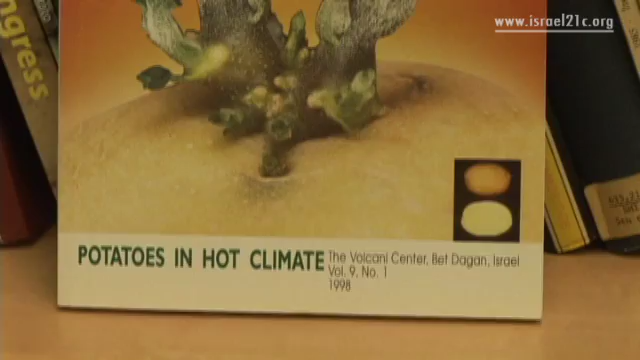 www.israel21c.org
ngress
POTATOES IN HOT CLIMATE
The Volcani Center, Bet Dagan, Israel
Vol. 9, No. 1
1998